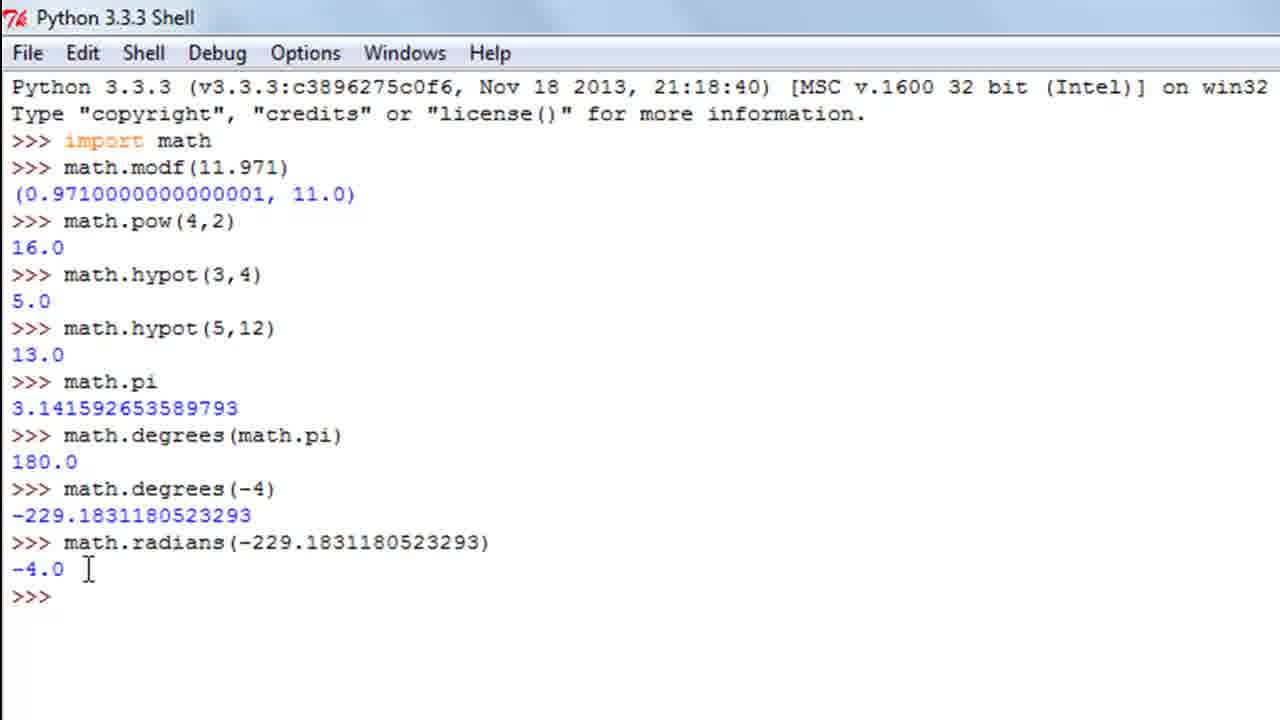 Python 3.3.3 Shell
File Edit Shell Debug Options Windows Help
Python 3.3.3 (v3.3.3:c3896275c0f6, Nov 18 2013, 21:18:40) [MSC v.1600 32 bit (Intel)] on win32
Type "copyright", "credits" or "license()" for more information.
>>> import math
>>> math.modf(11.971)
(0.9710000000000001, 11.0)
>>> math.pow(4,2)
16.0
>>> math.hypot(3,4)
5.0
>>> math.hypot(5,12)
13.0
>>> math.pi
3.141592653589793
>>> math.degrees(math.pi)
180.0
>>> math.degrees(-4)
-229.1831180523293
>>> math.radians(-229.1831180523293)
-4.0
>>>